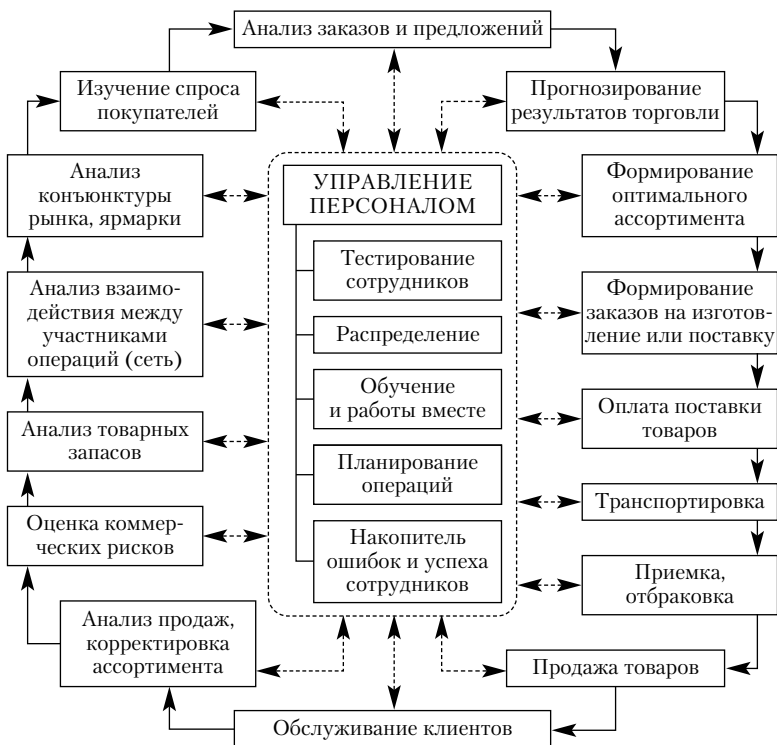 Анализ заказов и предложений
Изучение спроса
покупателей
Прогнозирование
результатов торговли
Анализ
конъюнктуры
рынка, ярмарки
УПРАВЛЕНИЕ
ПЕРСОНАЛОМ
Формирование
оптимального
ассортимента
Тестирование
сотрудников
Анализ взаимо-
действия между
участниками
операций (сеть)
Распределение
Формирование
заказов на изготов-
ление или поставку
Обучение
и работы вместе
Анализ товарных
запасов
Оплата поставки
товаров
Планирование
операций
Транспортировка
Оценка коммер-
ческих рисков
Накопитель
ошибок и успеха
сотрудников
Приемка,
отбраковка
Анализ продаж,
корректировка
ассортимента
Продажа товаров
Обслуживание клиентов